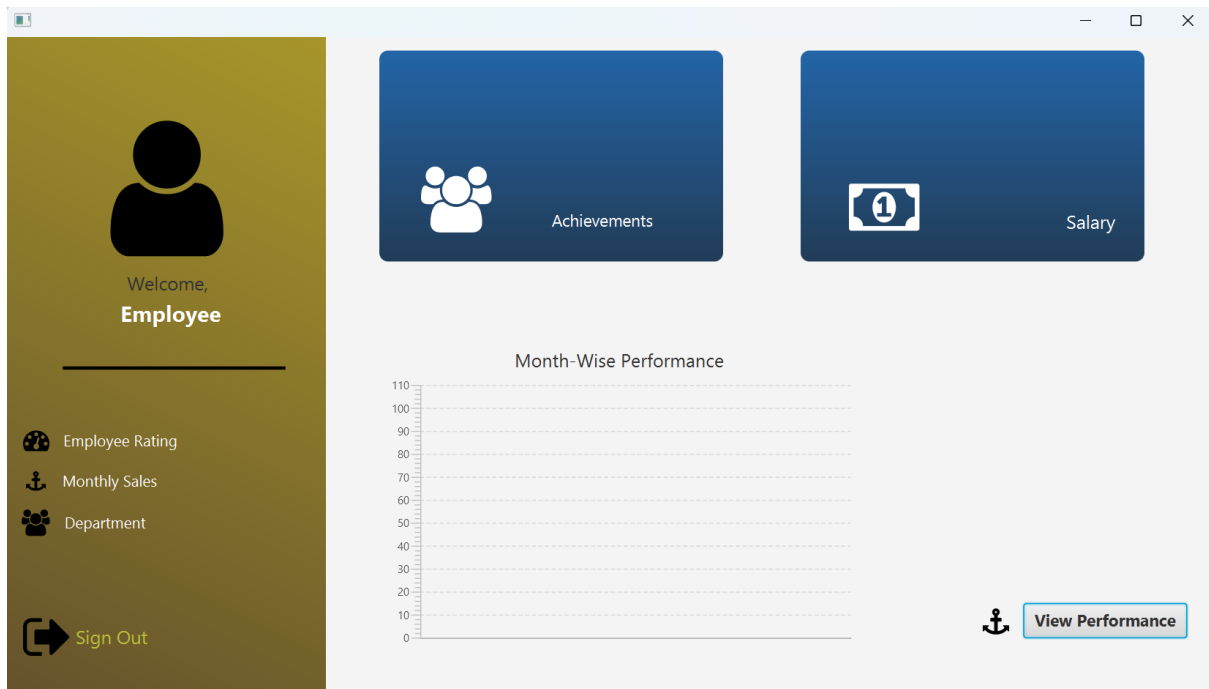 Welcome,
Employee
Employee Rating
Monthly Sales
Department
Sign Out
Achievements
1
Salary
Month-Wise Performance
110
100
90
80
70
60
50
40
30
20
10
0
View Performance